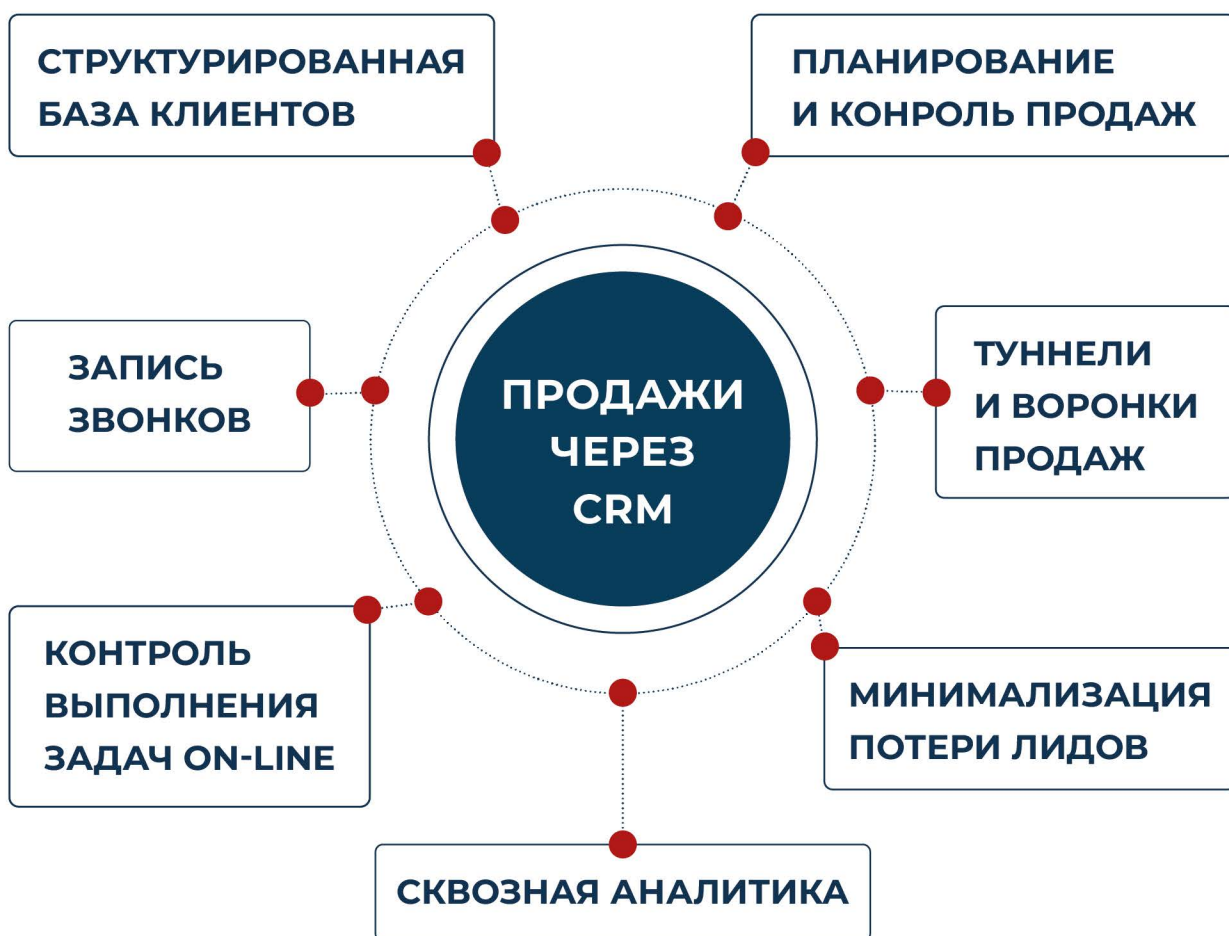 СТРУКТУРИРОВАННАЯ
БАЗА КЛИЕНТОВ
ПЛАНИРОВАНИЕ
И КОНРОЛЬ ПРОДАЖ
ЗАПИСЬ
ЗВОНКОВ
ПРОДАЖИ
ЧЕРЕЗ
CRM
ТУННЕЛИ
И ВОРОНКИ
ПРОДАЖ
КОНТРОЛЬ
ВЫПОЛНЕНИЯ
ЗАДАЧ ON-LINE
МИНИМАЛИЗАЦИЯ
ПОТЕРИ ЛИДОВ
СКВОЗНАЯ АНАЛИТИКА